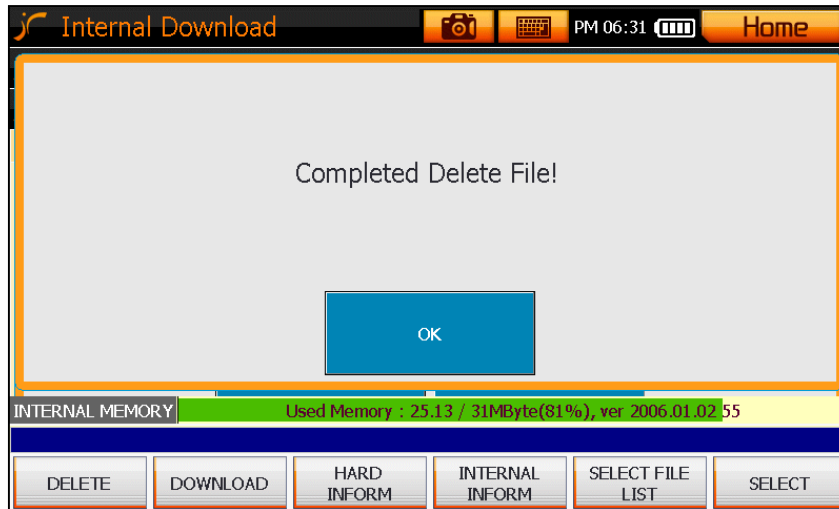 Internal Download
PM 06:31
Home
Completed Delete File!
OK
INTERNAL MEMORY
Used Memory : 25.13 / 31MByte(81%), ver 2006.01.02 55
DELETE
DOWNLOAD
HARD
INFORM
INTERNAL
INFORM
SELECT FILE
LIST
SELECT